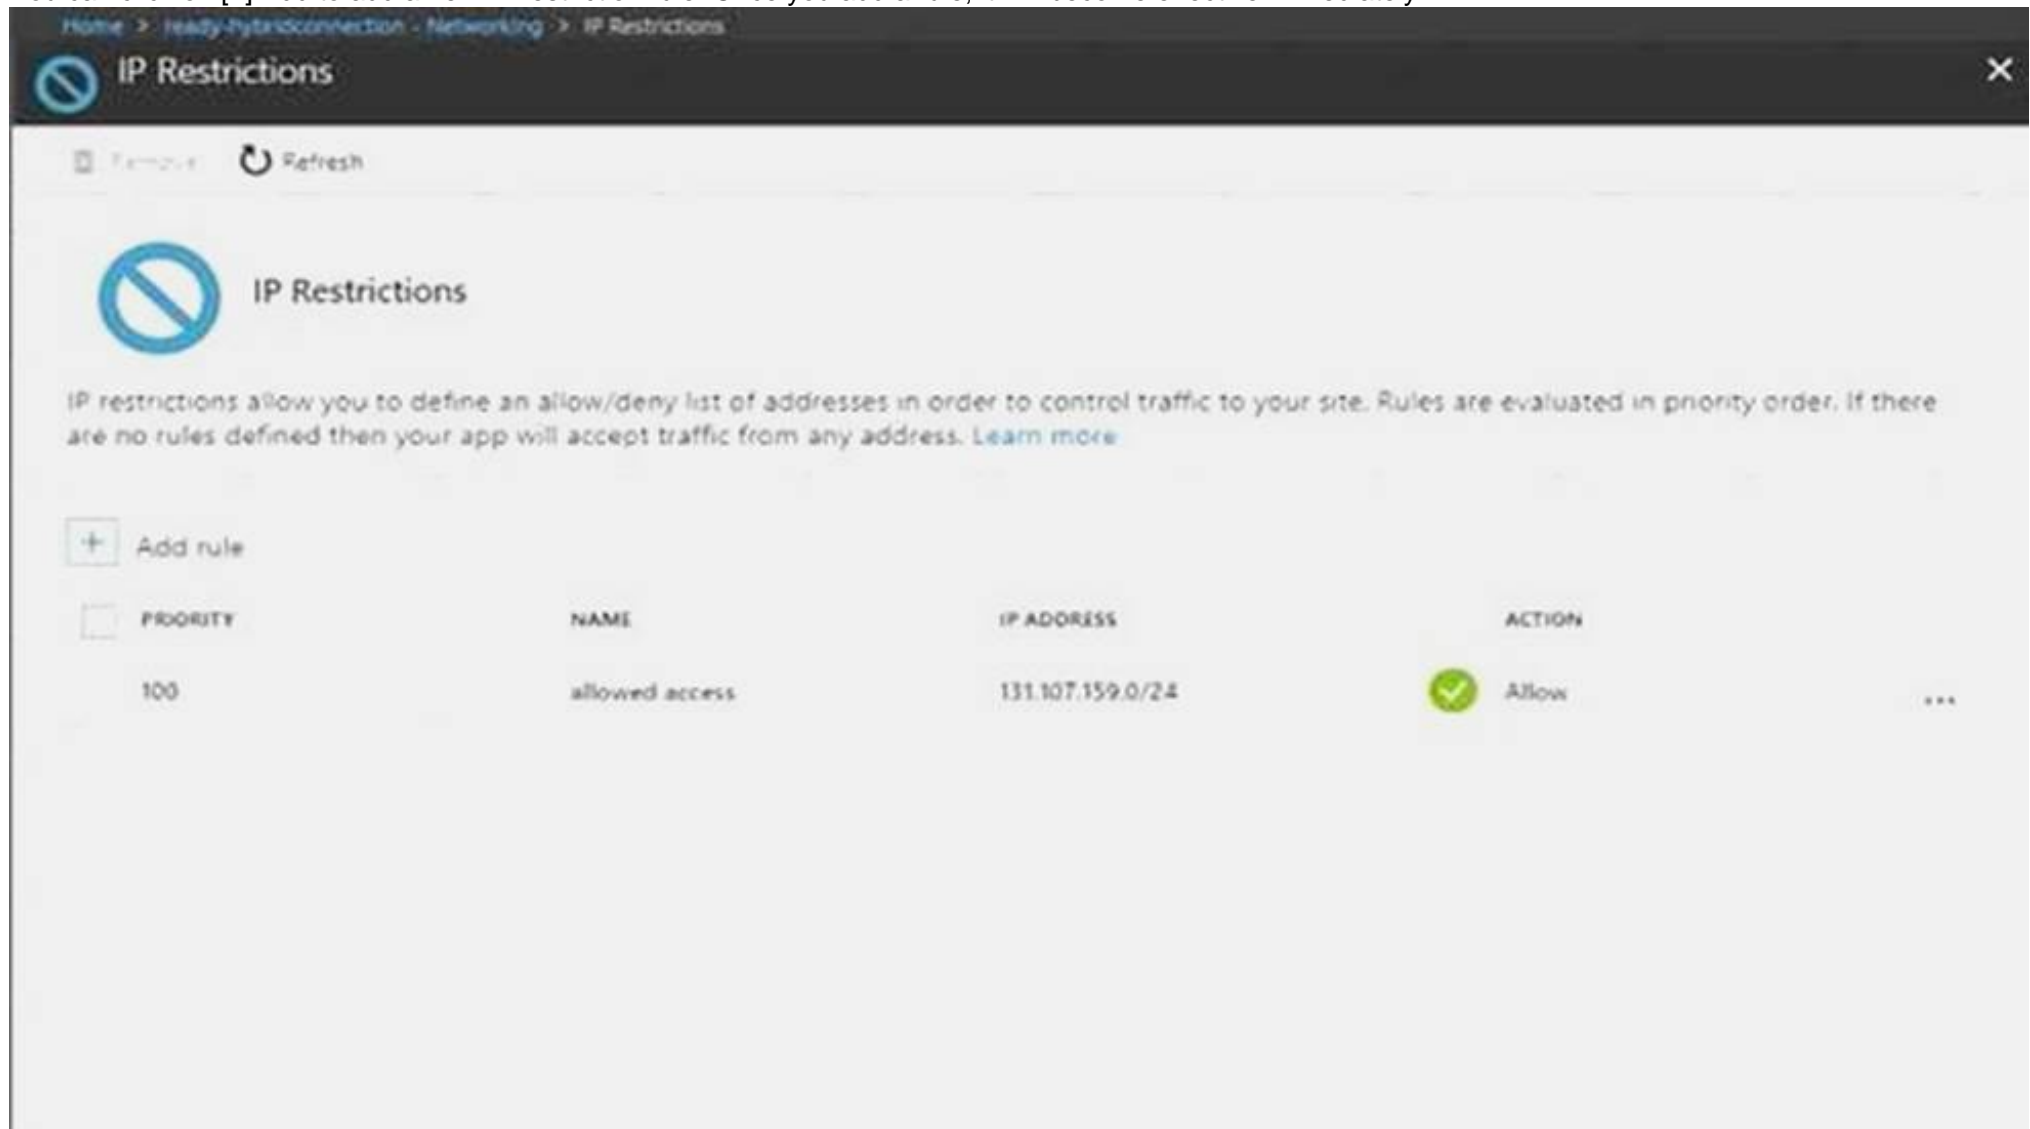 Home > ready-hybridconnection - Networking > IP Restrictions
IP Restrictions
Remove Refresh
IP Restrictions
IP restrictions allow you to define an allow/deny list of addresses in order to control traffic to your site. Rules are evaluated in priority order. If there
are no rules defined then your app will accept traffic from any address. Learn more
+ Add rule
PRIORITY NAME IP ADDRESS ACTION
100 allowed access 131.107.159.0/24 Allow ...